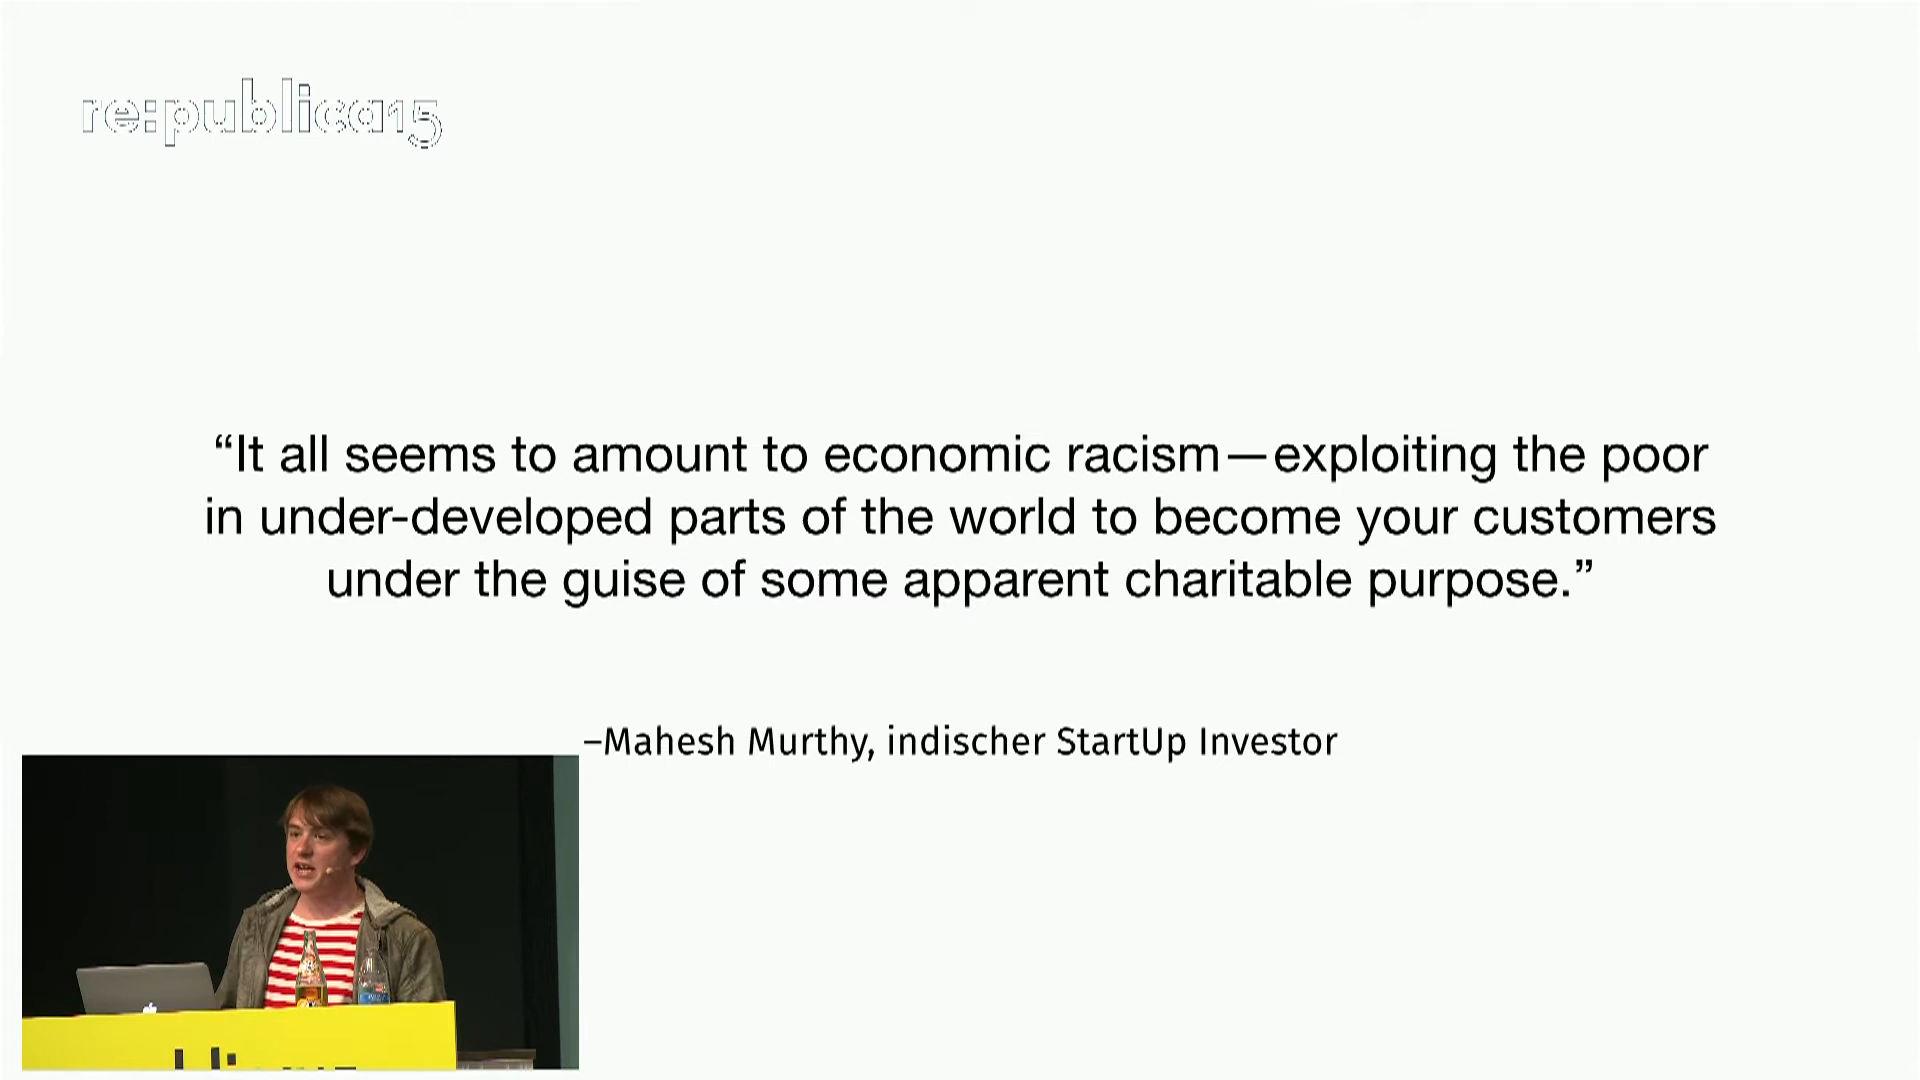 re:publica15
“It all seems to amount to economic racism—exploiting the poor
in under-developed parts of the world to become your customers
under the guise of some apparent charitable purpose.”
–Mahesh Murthy, indischer StartUp Investor